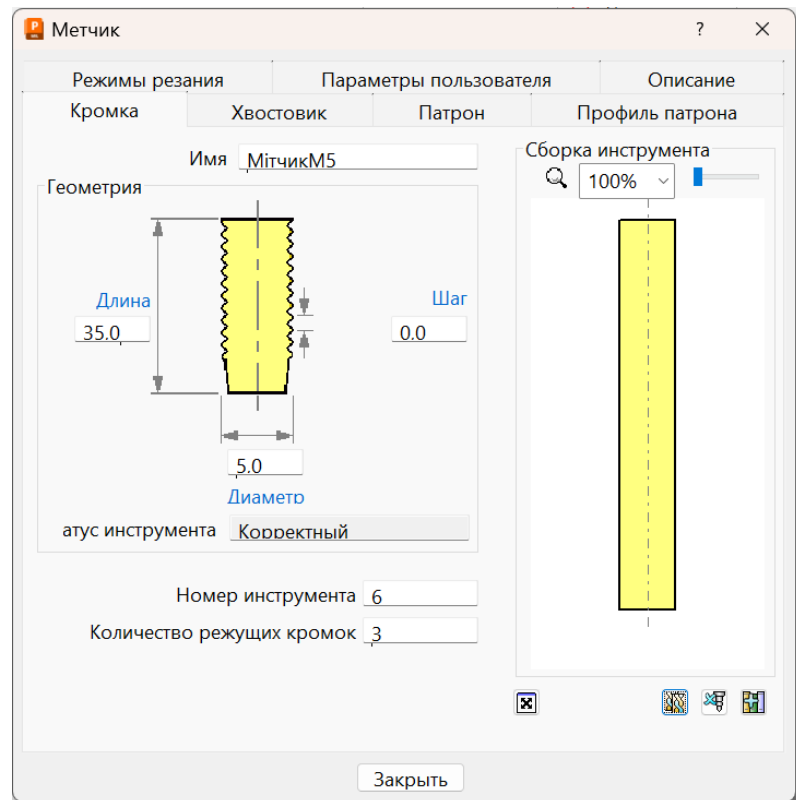 Метчик ? ×
Режимы резания Параметры пользователя Описание
Кромка Хвостовик Патрон Профиль патрона
Имя МітчикМ5
Сборка инструмента
100%
Геометрия
Длина
35.0
Шаг
0.0
5.0
Диаметр
атус инструмента Корректный
Номер инструмента 6
Количество режущих кромок 3
Закрыть